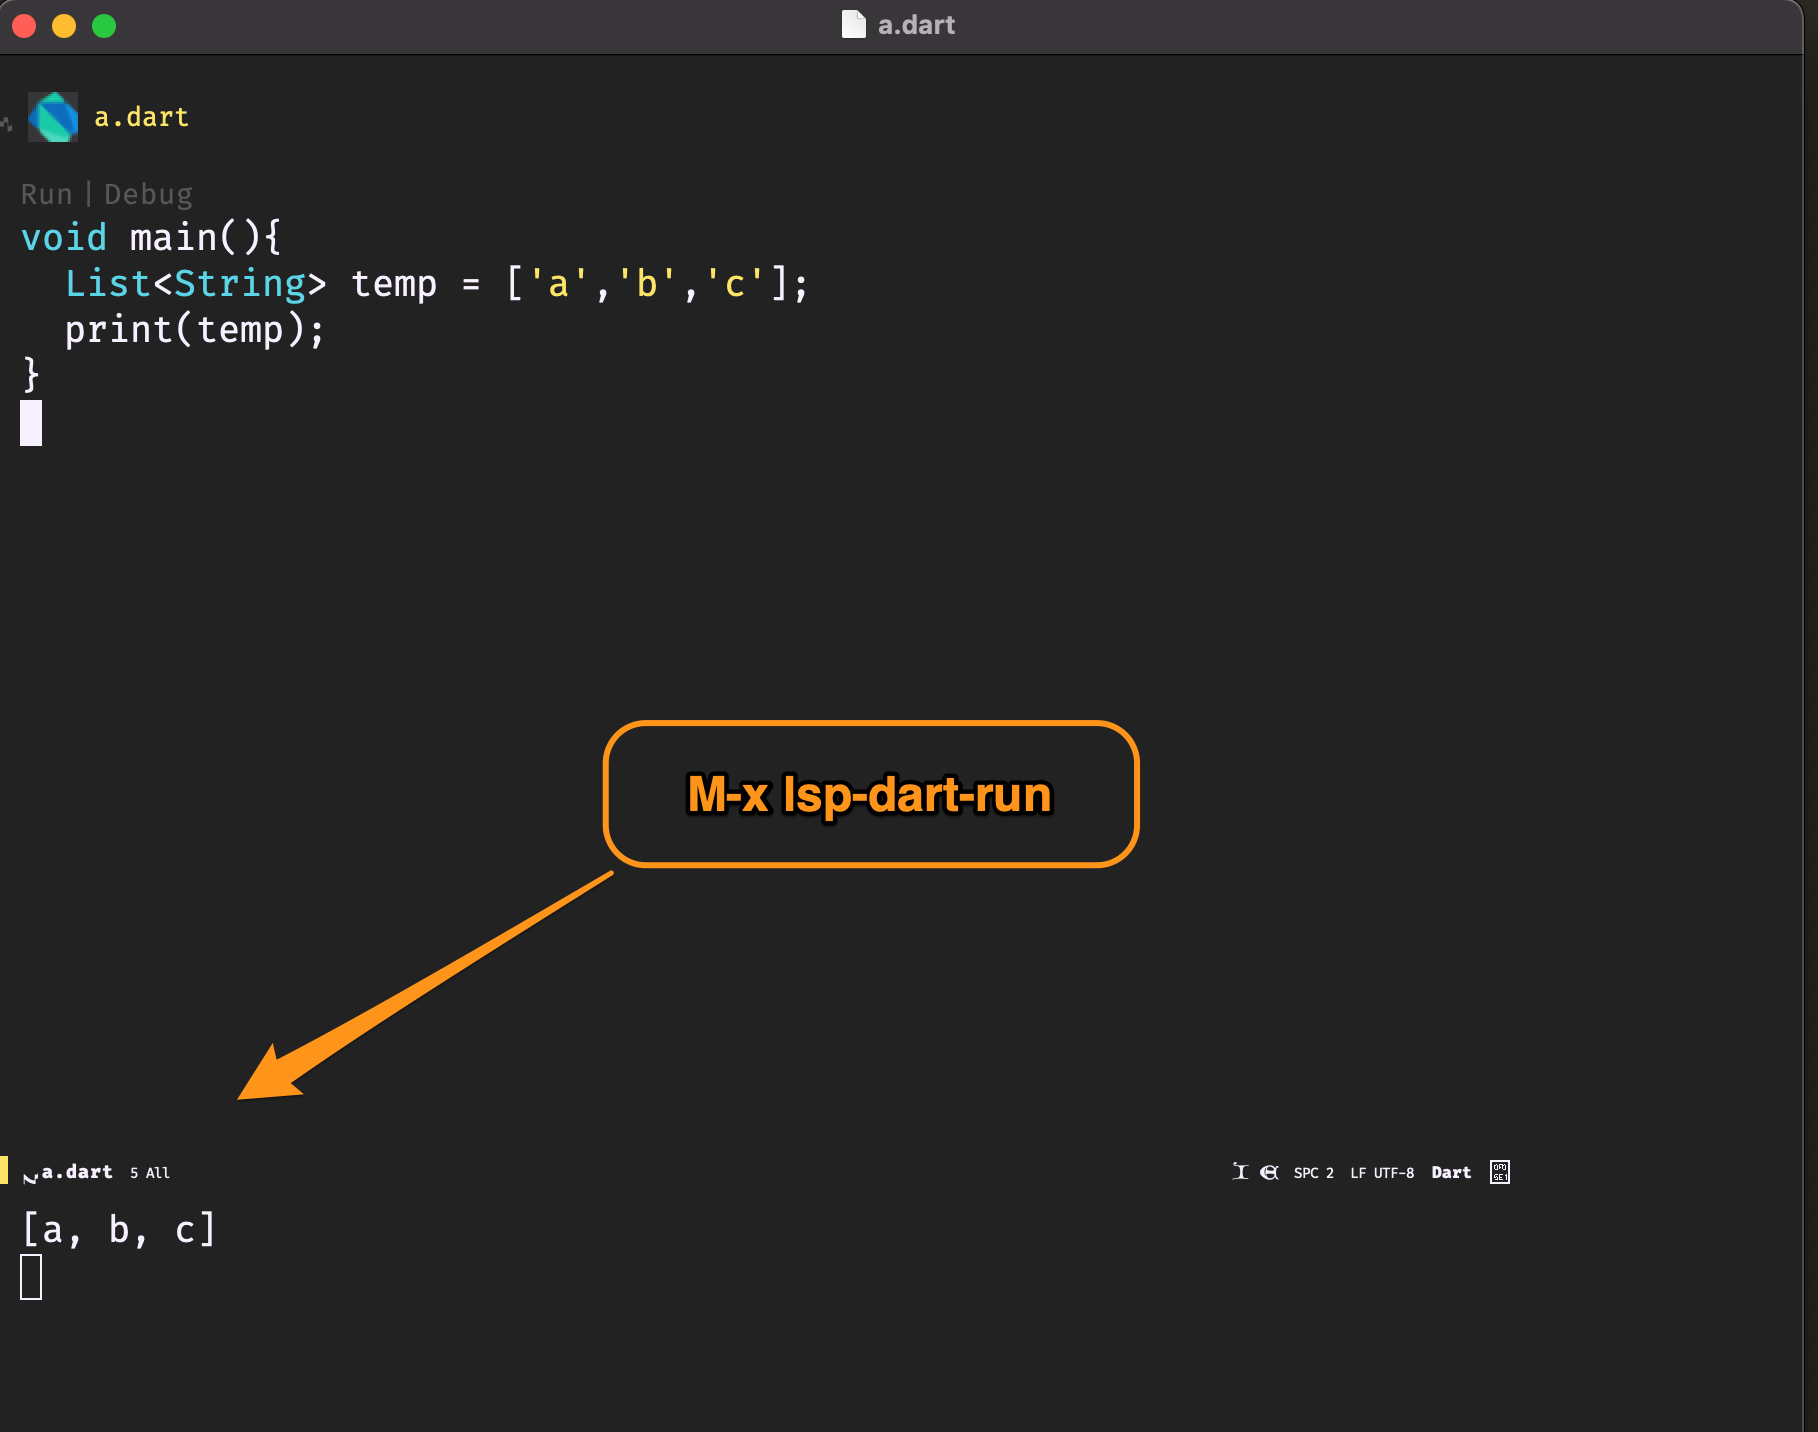 a.dart
a.dart
Run|Debug
void main(){
  List<String> temp = ['a','b','c'];
  print(temp);
}
M-x lsp-dart-run
a.dart 5 All SPC 2 LF UTF-8 Dart
[a, b, c]